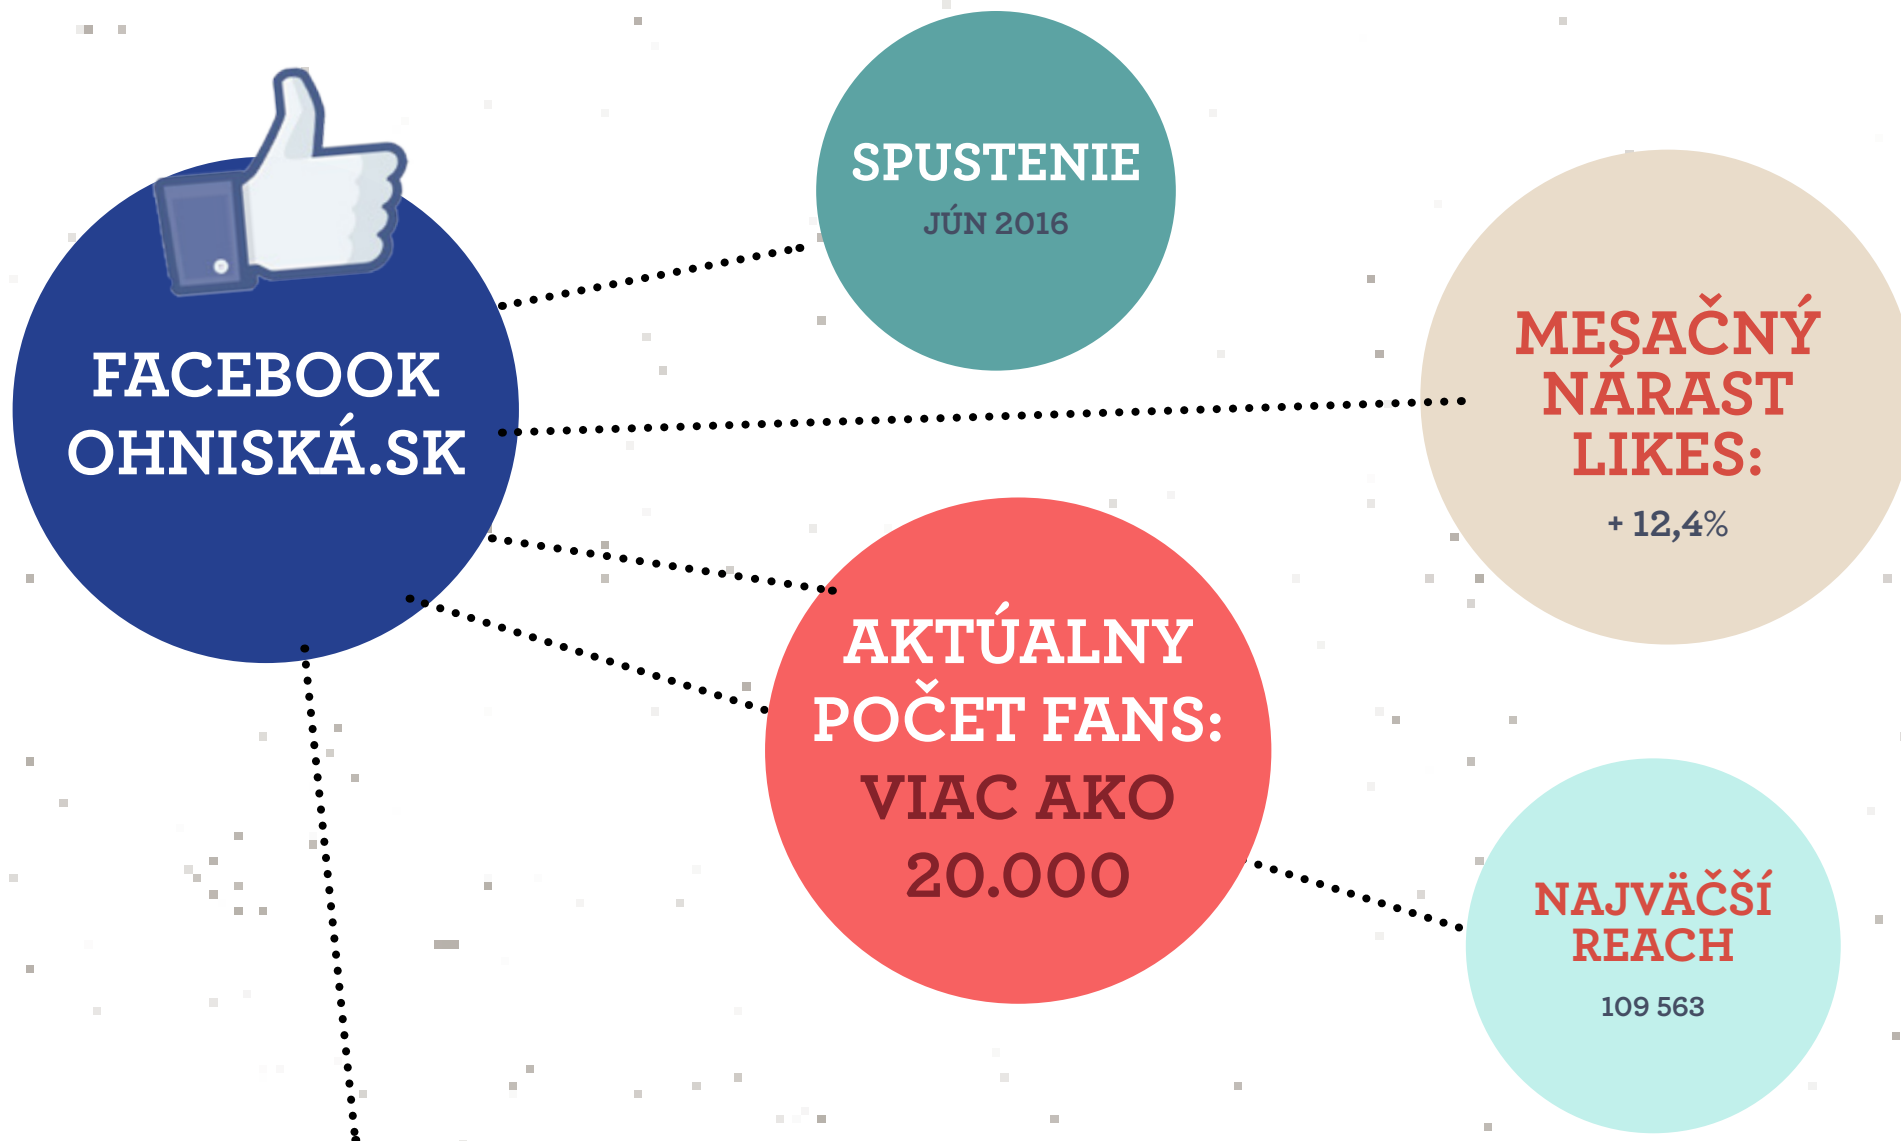 FACEBOOK
OHNISKÁ.SK
SPUSTENIE
JÚN 2016
MESAČNÝ
NÁRAST
LIKES:
+ 12,4%
AKTÚALNY
POČET FANS:
VIAC AKO
20.000
NAJVÄČŠÍ
REACH
109 563